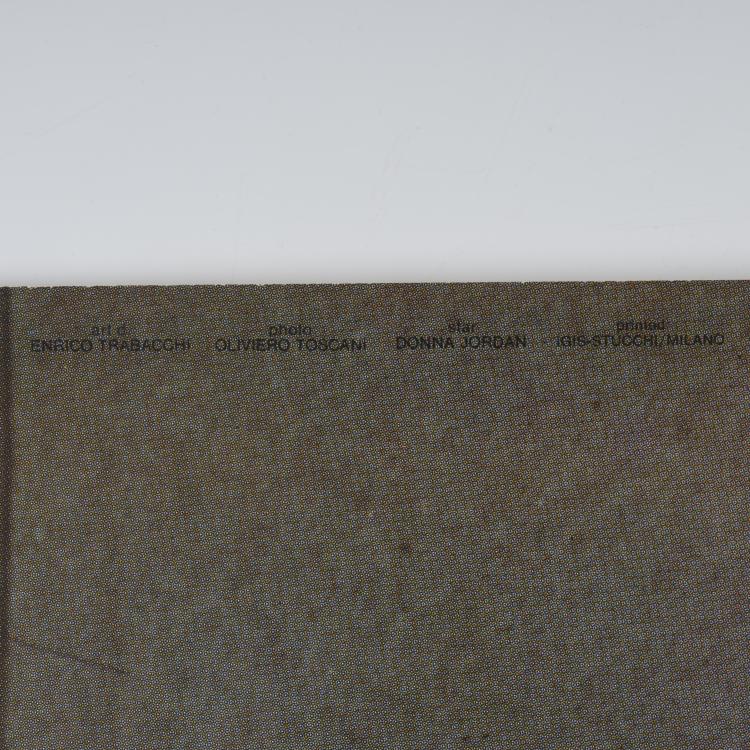 art d. photo star printed
ENRICO TRABACCHI OLIVIERO TOSCANI DONNA JORDAN IGIS-STUCCHI/MILANO